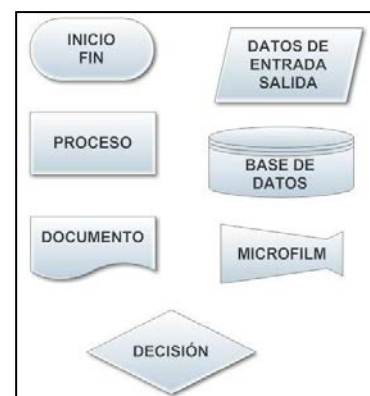 INICIO
FIN
DATOS DE
ENTRADA
SALIDA
PROCESO
BASE DE
DATOS
DOCUMENTO
MICROFILM
DECISIÓN